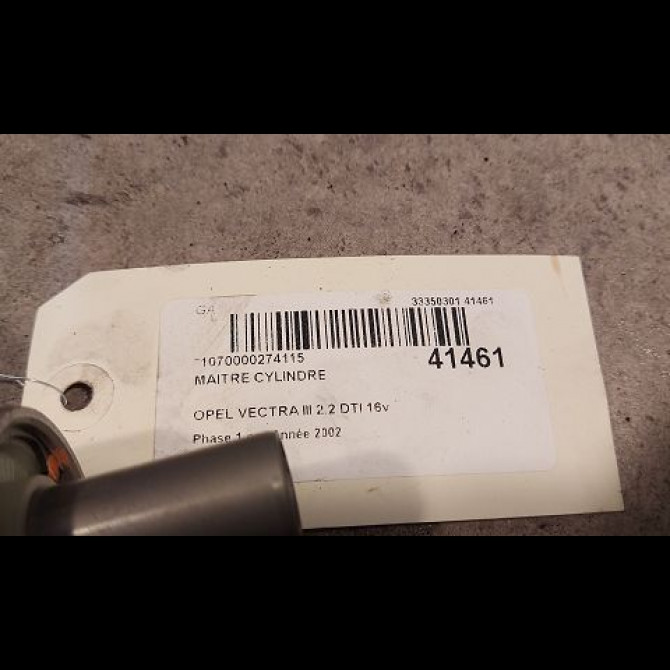 GA 33350301 41461
1070000274115 41461
MAITRE CYLINDRE
OPEL VECTRA III 2.2 DTI 16v
Phase 1 année 2002